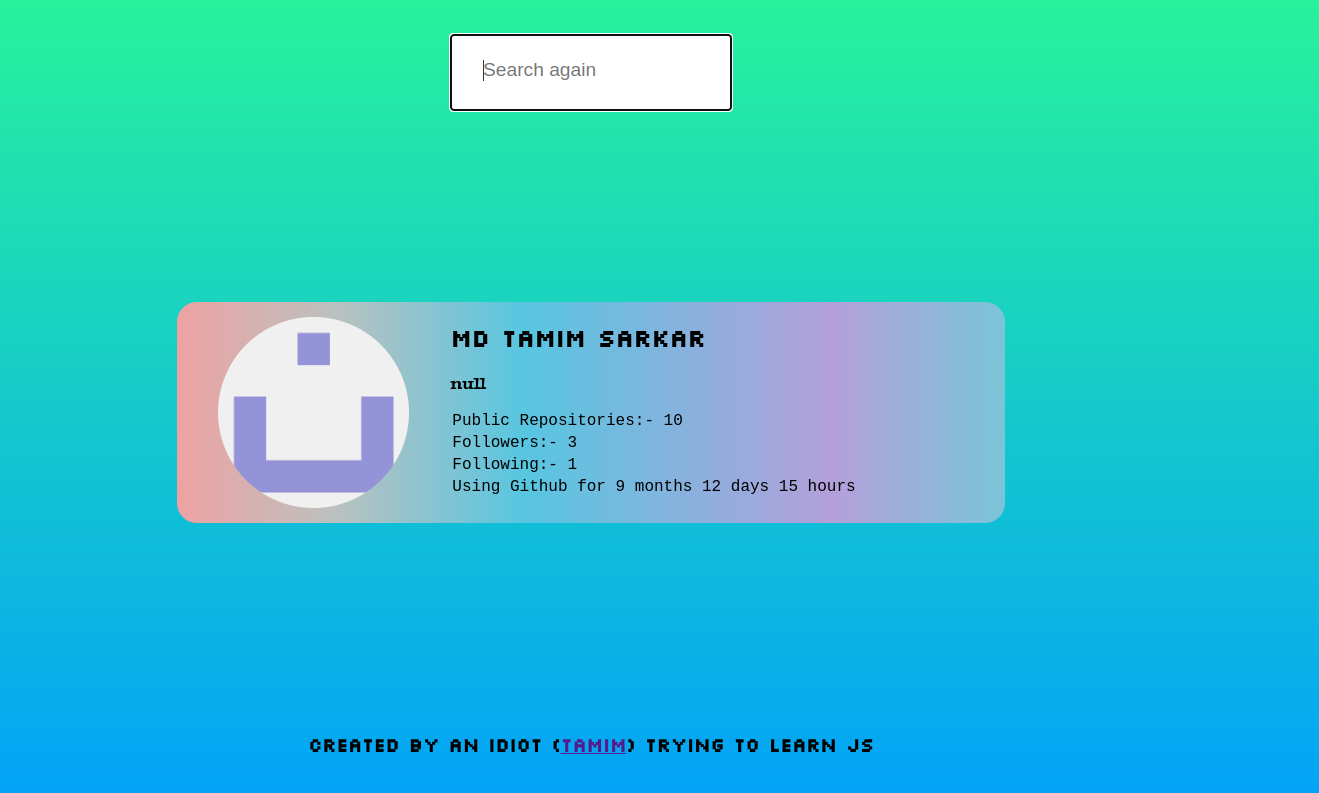 Search again
MD TAMIM SARKAR
null
Public Repositories:- 10
Followers:- 3
Following:- 1
Using Github for 9 months 12 days 15 hours
CREATED BY AN IDIOT (TAMIM) TRYING TO LEARN JS